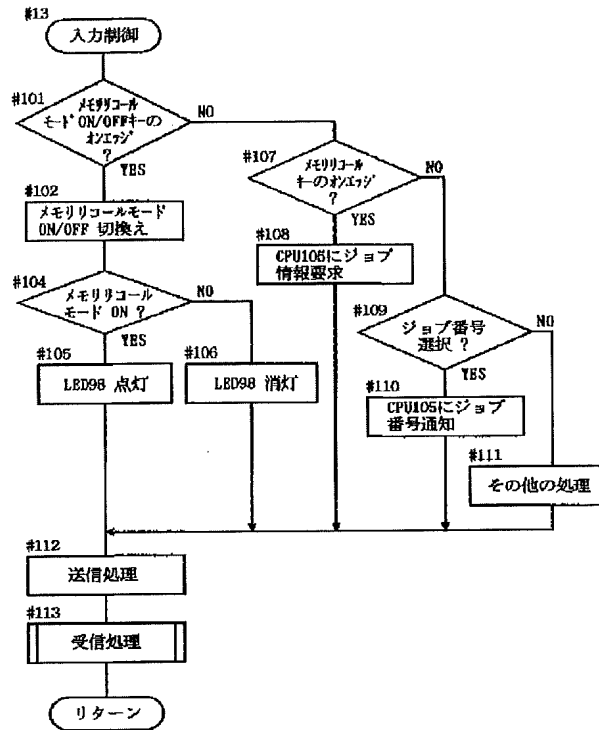 #13
入力制御
#101
メモリリコール
モード ON/OFFキーの
オンエッジ
?
NO
YES
#102
メモリリコールモード
ON/OFF 切換え
#104
メモリリコール
モード ON ?
NO
YES
#105
LED98 点灯
#106
LED98 消灯
#107
メモリリコール
キーのオンエッジ
?
NO
YES
#108
CPU105にジョブ
情報要求
#109
ジョブ番号
選択 ?
NO
YES
#110
CPU105にジョブ
番号通知
#111
その他の処理
#112
送信処理
#113
受信処理
リターン